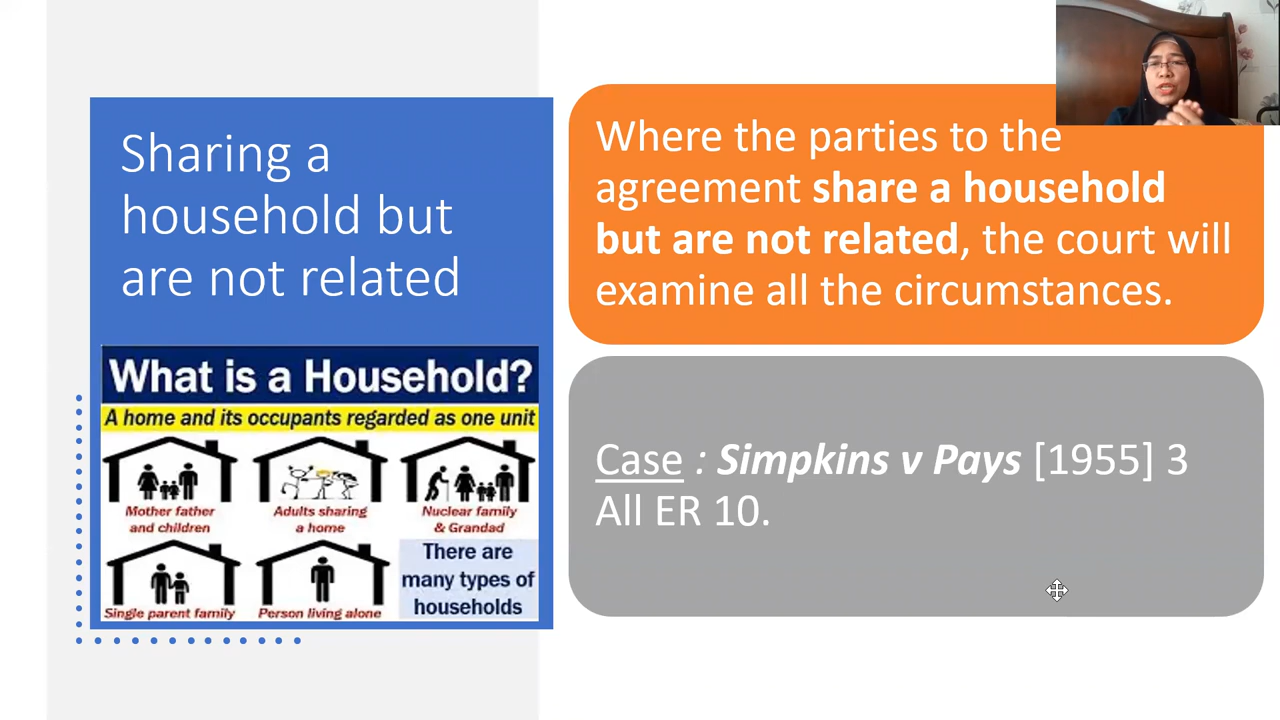 Sharing a
household but
are not related
What is a Household?
A home and its occupants regarded as one unit
Mother father
and children
Adults sharing
a home
Nuclear family
& Grandad
Single parent family
Person living alone
There are
many types of
households
Where the parties to the
agreement share a household
but are not related, the court will
examine all the circumstances.
Case : Simpkins v Pays [1955] 3
All ER 10.